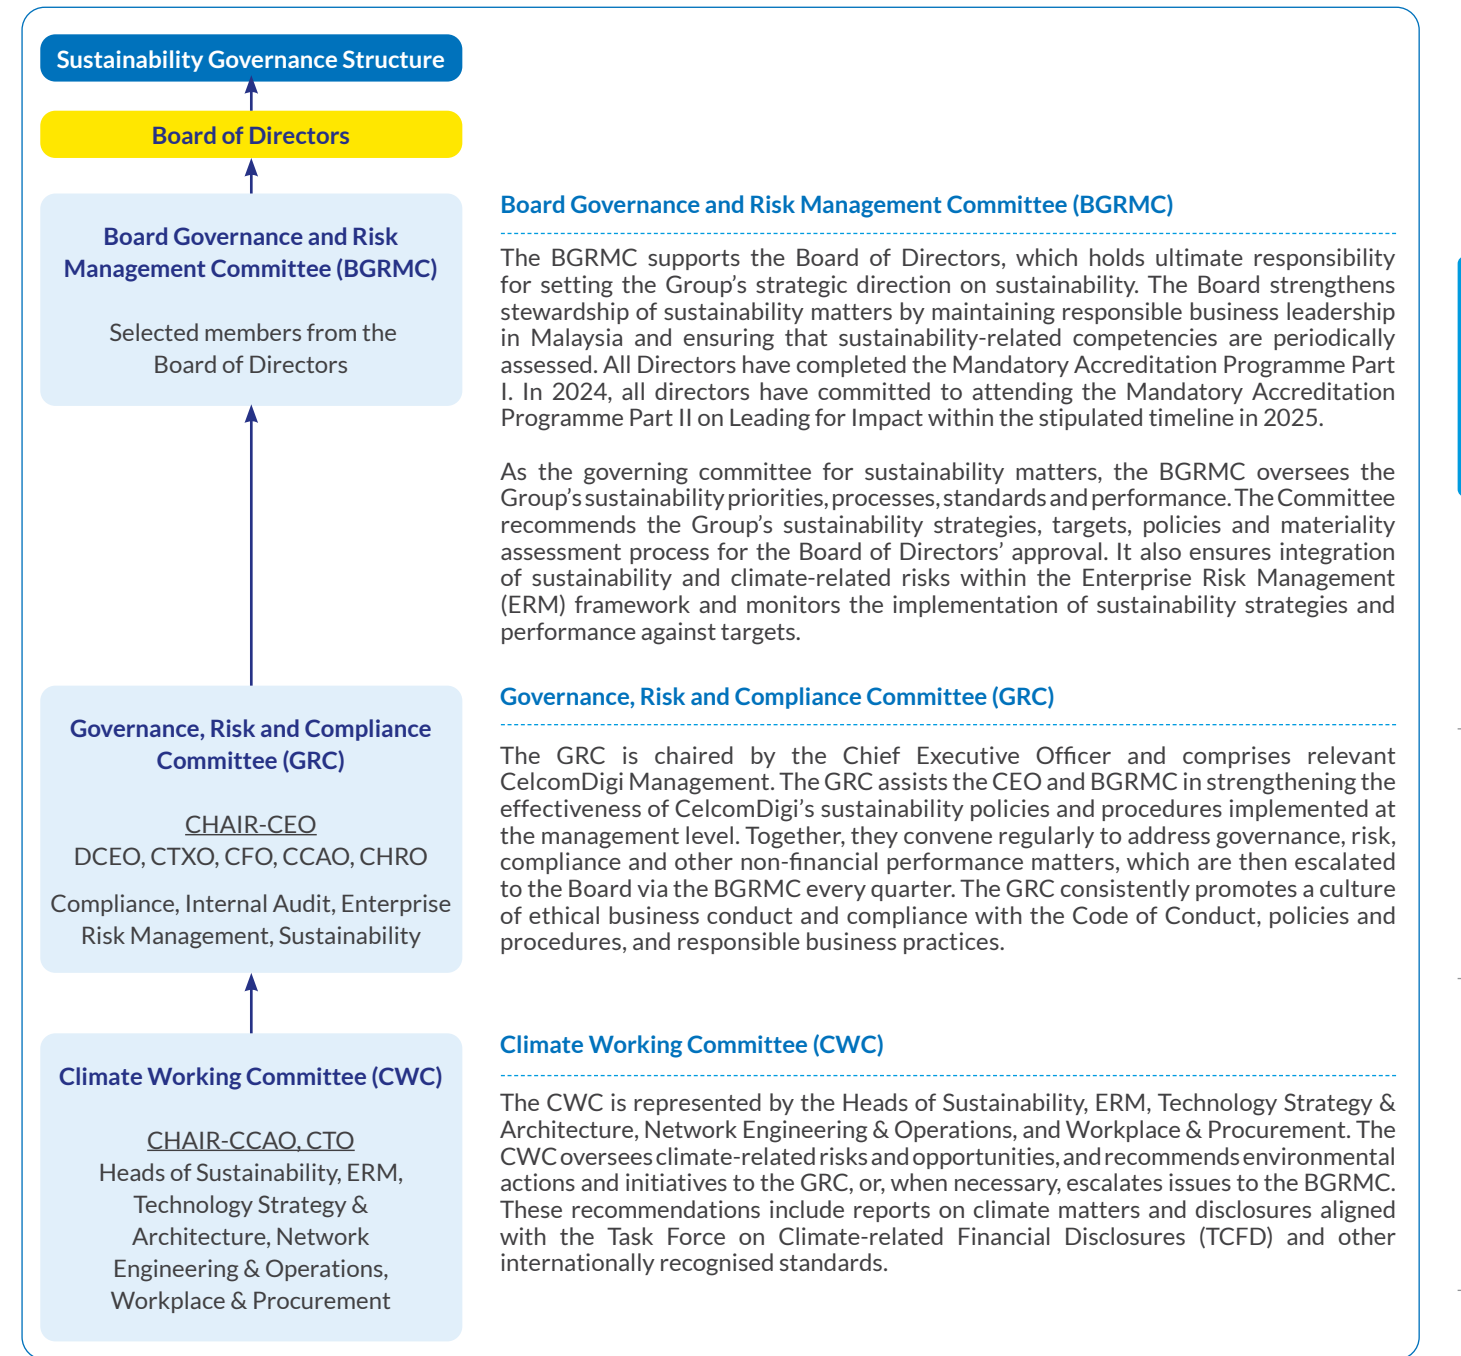 Sustainability Governance Structure
Board of Directors
Board Governance and Risk
Management Committee (BGRMC)
Selected members from the
Board of Directors
Board Governance and Risk Management Committee (BGRMC)
The BGRMC supports the Board of Directors, which holds ultimate responsibility
for setting the Group's strategic direction on sustainability. The Board strengthens
stewardship of sustainability matters by maintaining responsible business leadership
in Malaysia and ensuring that sustainability-related competencies are periodically
assessed. All Directors have completed the Mandatory Accreditation Programme Part
I. In 2024, all directors have committed to attending the Mandatory Accreditation
Programme Part II on Leading for Impact within the stipulated timeline in 2025.
As the governing committee for sustainability matters, the BGRMC oversees the
Group's sustainability priorities, processes, standards and performance. The Committee
recommends the Group's sustainability strategies, targets, policies and materiality
assessment process for the Board of Directors' approval. It also ensures integration
of sustainability and climate-related risks within the Enterprise Risk Management
(ERM) framework and monitors the implementation of sustainability strategies and
performance against targets.
Governance, Risk and Compliance
Committee (GRC)
CHAIR-CEO
DCEO, CTXO, CFO, CCAO, CHRO
Compliance, Internal Audit, Enterprise
Risk Management, Sustainability
Governance, Risk and Compliance Committee (GRC)
The GRC is chaired by the Chief Executive Officer and comprises relevant
CelcomDigi Management. The GRC assists the CEO and BGRMC in strengthening the
effectiveness of CelcomDigi's sustainability policies and procedures implemented at
the management level. Together, they convene regularly to address governance, risk,
compliance and other non-financial performance matters, which are then escalated
to the Board via the BGRMC every quarter. The GRC consistently promotes a culture
of ethical business conduct and compliance with the Code of Conduct, policies and
procedures, and responsible business practices.
Climate Working Committee (CWC)
CHAIR-CCAO, CTO
Heads of Sustainability, ERM,
Technology Strategy &
Architecture, Network
Engineering & Operations,
Workplace & Procurement
Climate Working Committee (CWC)
The CWC is represented by the Heads of Sustainability, ERM, Technology Strategy &
Architecture, Network Engineering & Operations, and Workplace & Procurement. The
CWC oversees climate-related risks and opportunities, and recommends environmental
actions and initiatives to the GRC, or, when necessary, escalates issues to the BGRMC.
These recommendations include reports on climate matters and disclosures aligned
with the Task Force on Climate-related Financial Disclosures (TCFD) and other
internationally recognised standards.